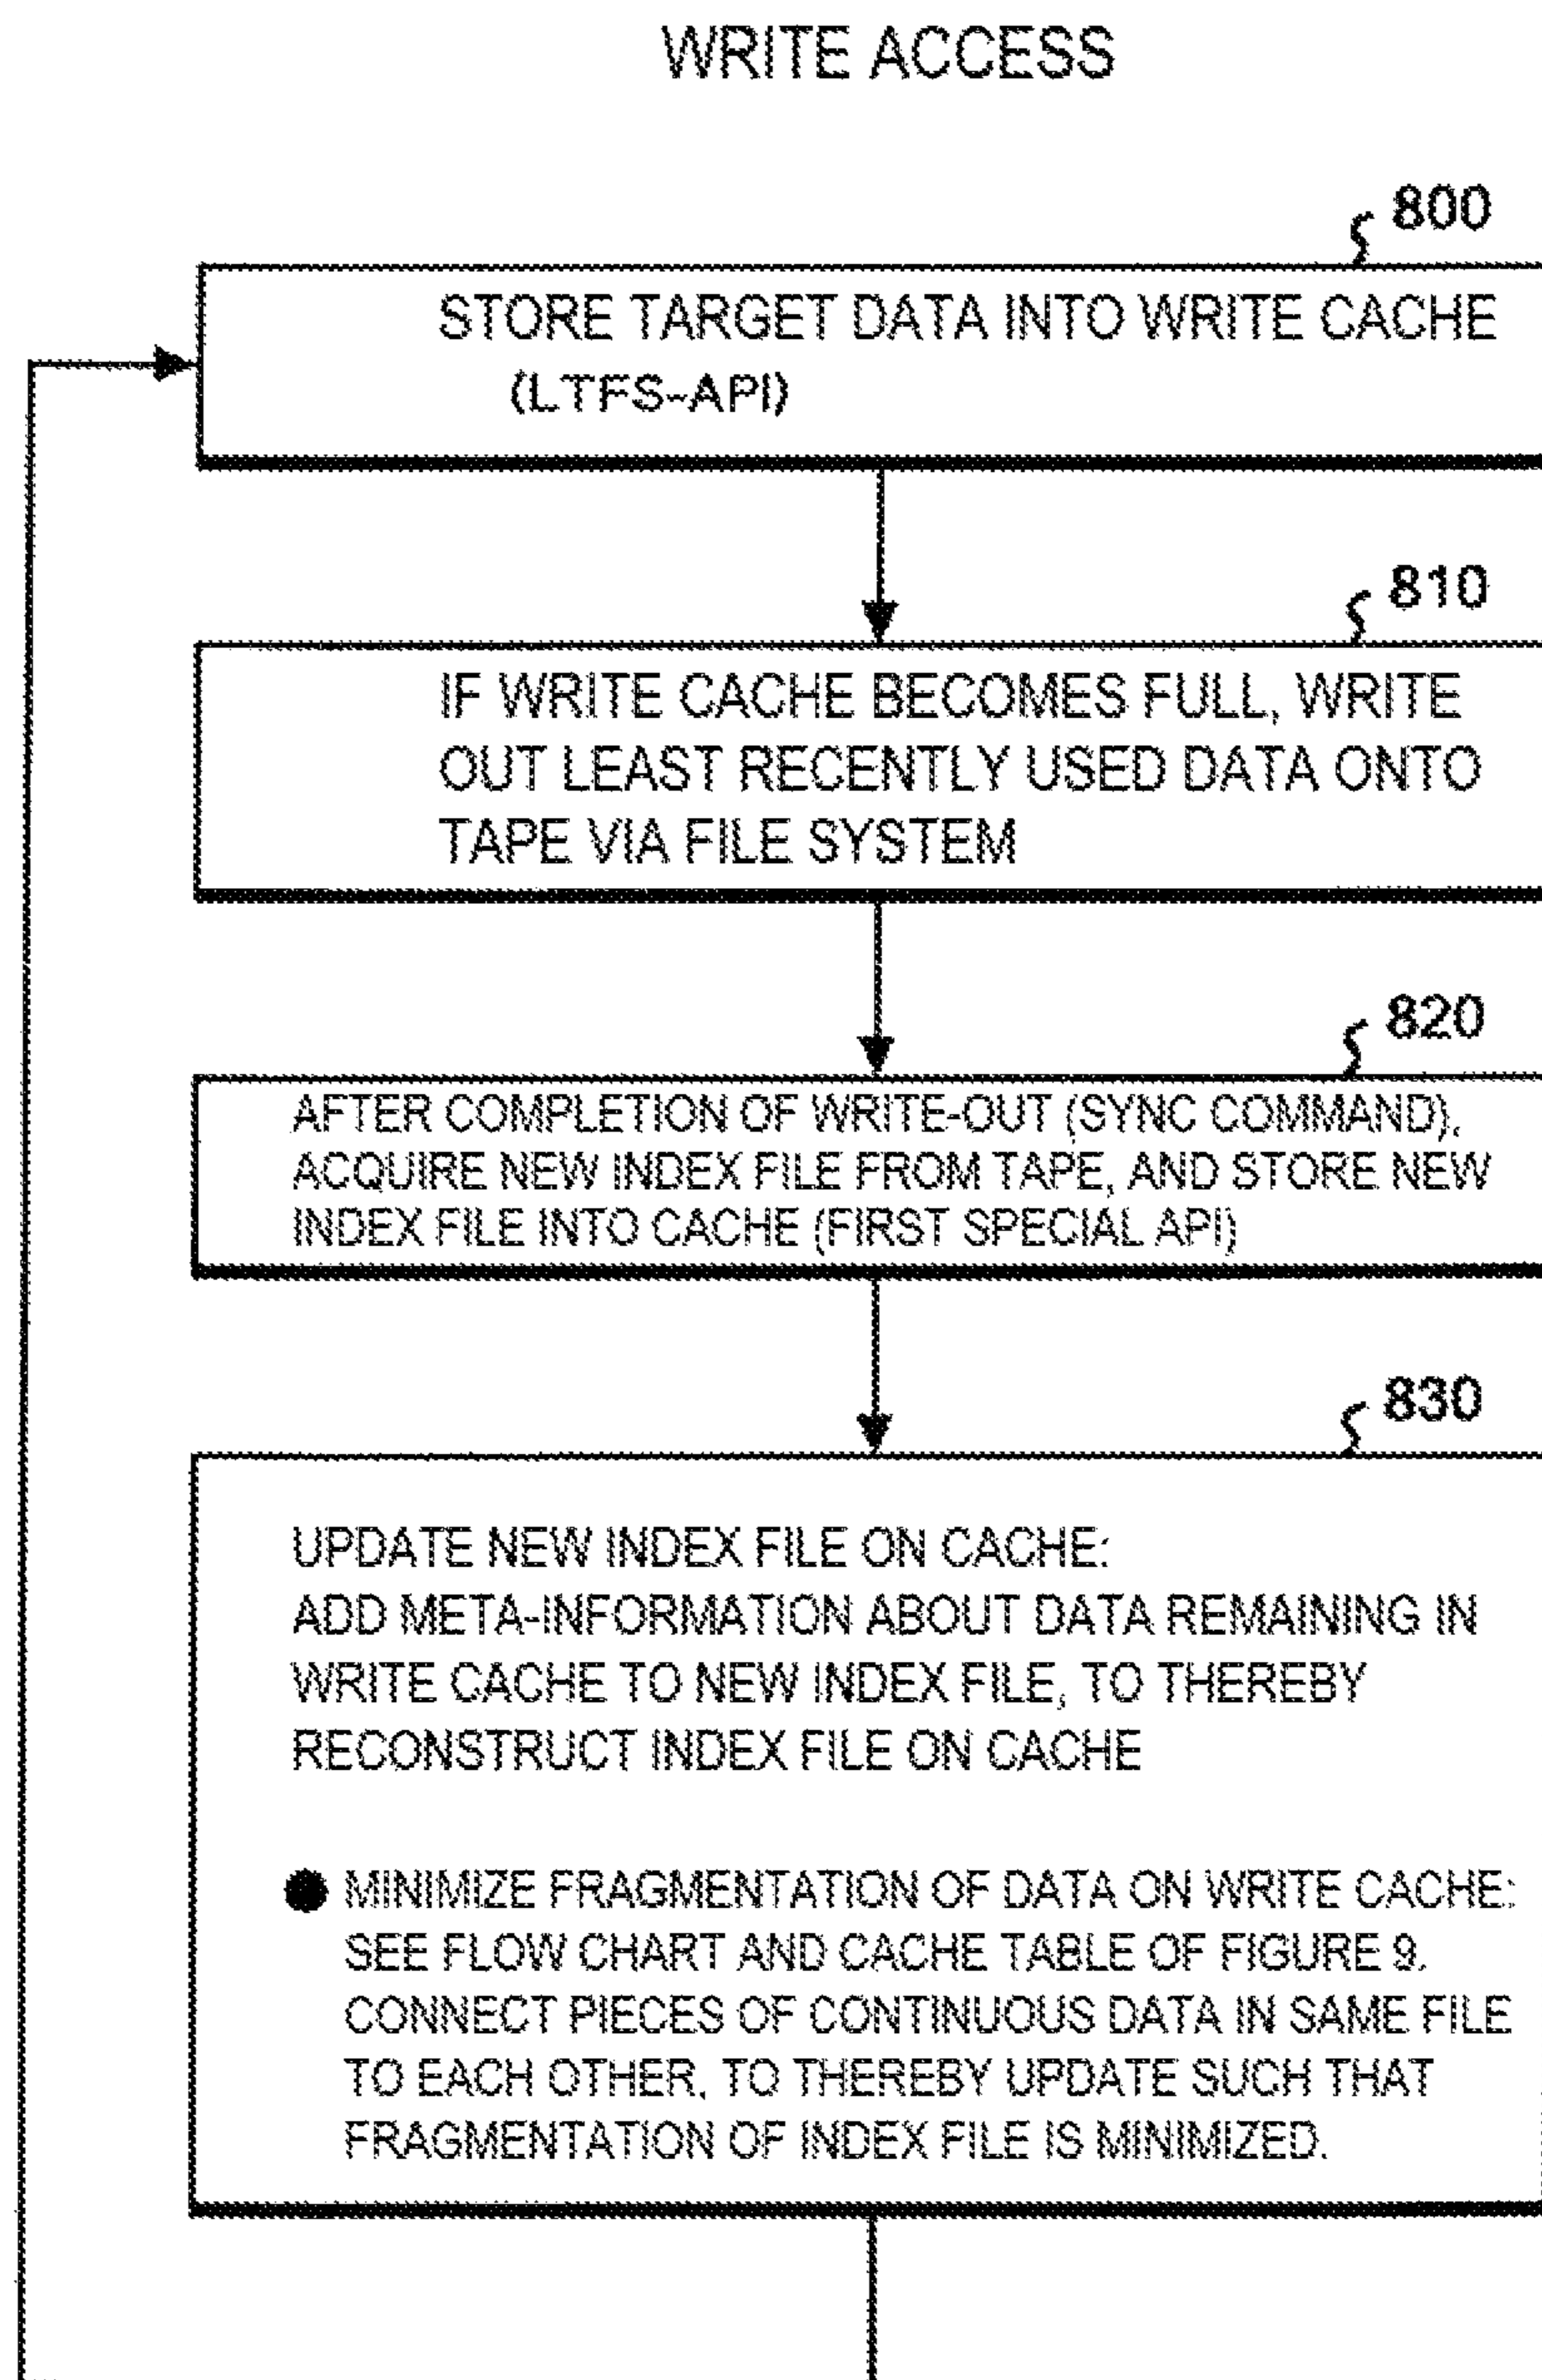 WRITE ACCESS
800
STORE TARGET DATA INTO WRITE CACHE
(LTFS-API)
810
IF WRITE CACHE BECOMES FULL, WRITE
OUT LEAST RECENTLY USED DATA ONTO
TAPE VIA FILE SYSTEM
820
AFTER COMPLETION OF WRITE-OUT (SYNC COMMAND),
ACQUIRE NEW INDEX FILE FROM TAPE, AND STORE NEW
INDEX FILE INTO CACHE (FIRST SPECIAL API)
830
UPDATE NEW INDEX FILE ON CACHE:
ADD META-INFORMATION ABOUT DATA REMAINING IN
WRITE CACHE TO NEW INDEX FILE, TO THEREBY
RECONSTRUCT INDEX FILE ON CACHE
● MINIMIZE FRAGMENTATION OF DATA ON WRITE CACHE:
SEE FLOW CHART AND CACHE TABLE OF FIGURE 9.
CONNECT PIECES OF CONTINUOUS DATA IN SAME FILE
TO EACH OTHER, TO THEREBY UPDATE SUCH THAT
FRAGMENTATION OF INDEX FILE IS MINIMIZED.